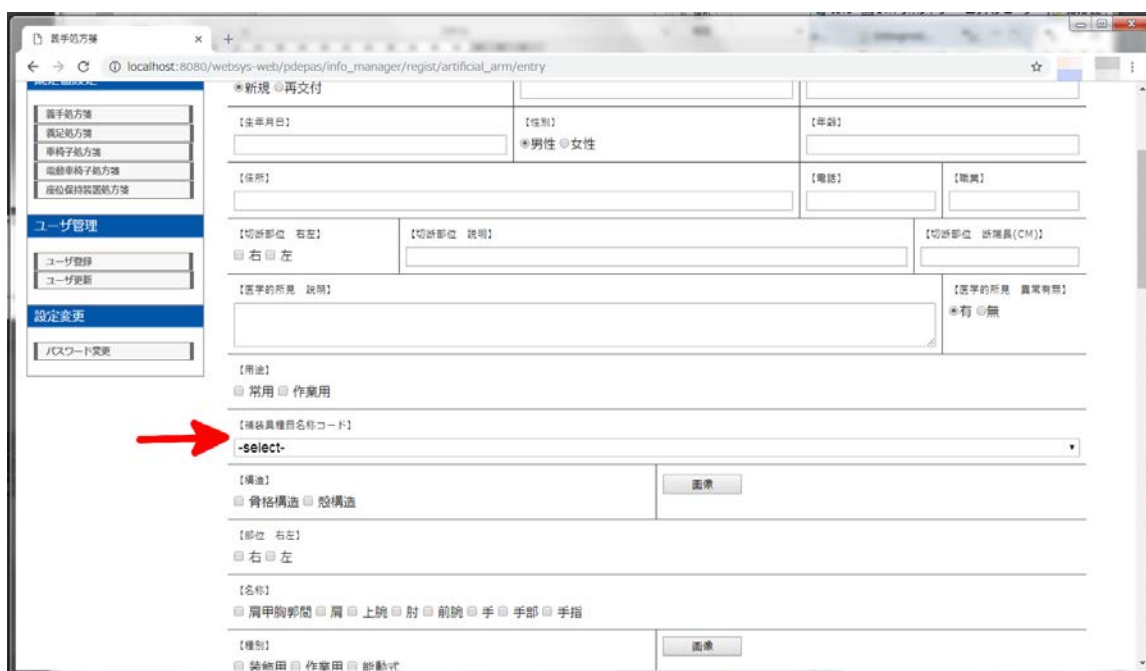 義手処方箋
localhost:8080/websys-web/pdepas/info_manager/regist/artificial_arm/entry
義手処方箋
義足処方箋
車椅子処方箋
電動車椅子処方箋
座位保持装置処方箋
ユーザ管理
ユーザ登録
ユーザ更新
設定変更
パスワード変更
新規 再交付
【生年月日】 【性別】 【年齢】
男性 女性
【住所】 【電話】 【職業】
【切断部位 右左】 【切断部位 説明】 【切断部位 断端長(CM)】
右 左
【医学的所見 説明】 【医学的所見 異常有無】
有 無
【用途】
常用 作業用
【補装具種目名称コード】
-select-
【構造】 画像
骨格構造 殻構造
【部位 右左】
右 左
【名称】
肩甲胸郭間 肩 上腕 肘 前腕 手 手部 手指
【種別】 画像
装飾用 作業用 能動式